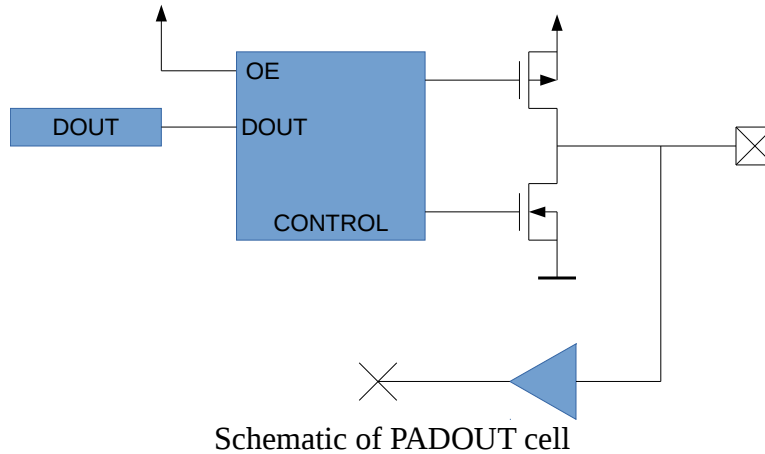 OE
DOUT
DOUT
CONTROL
Schematic of PADOUT cell